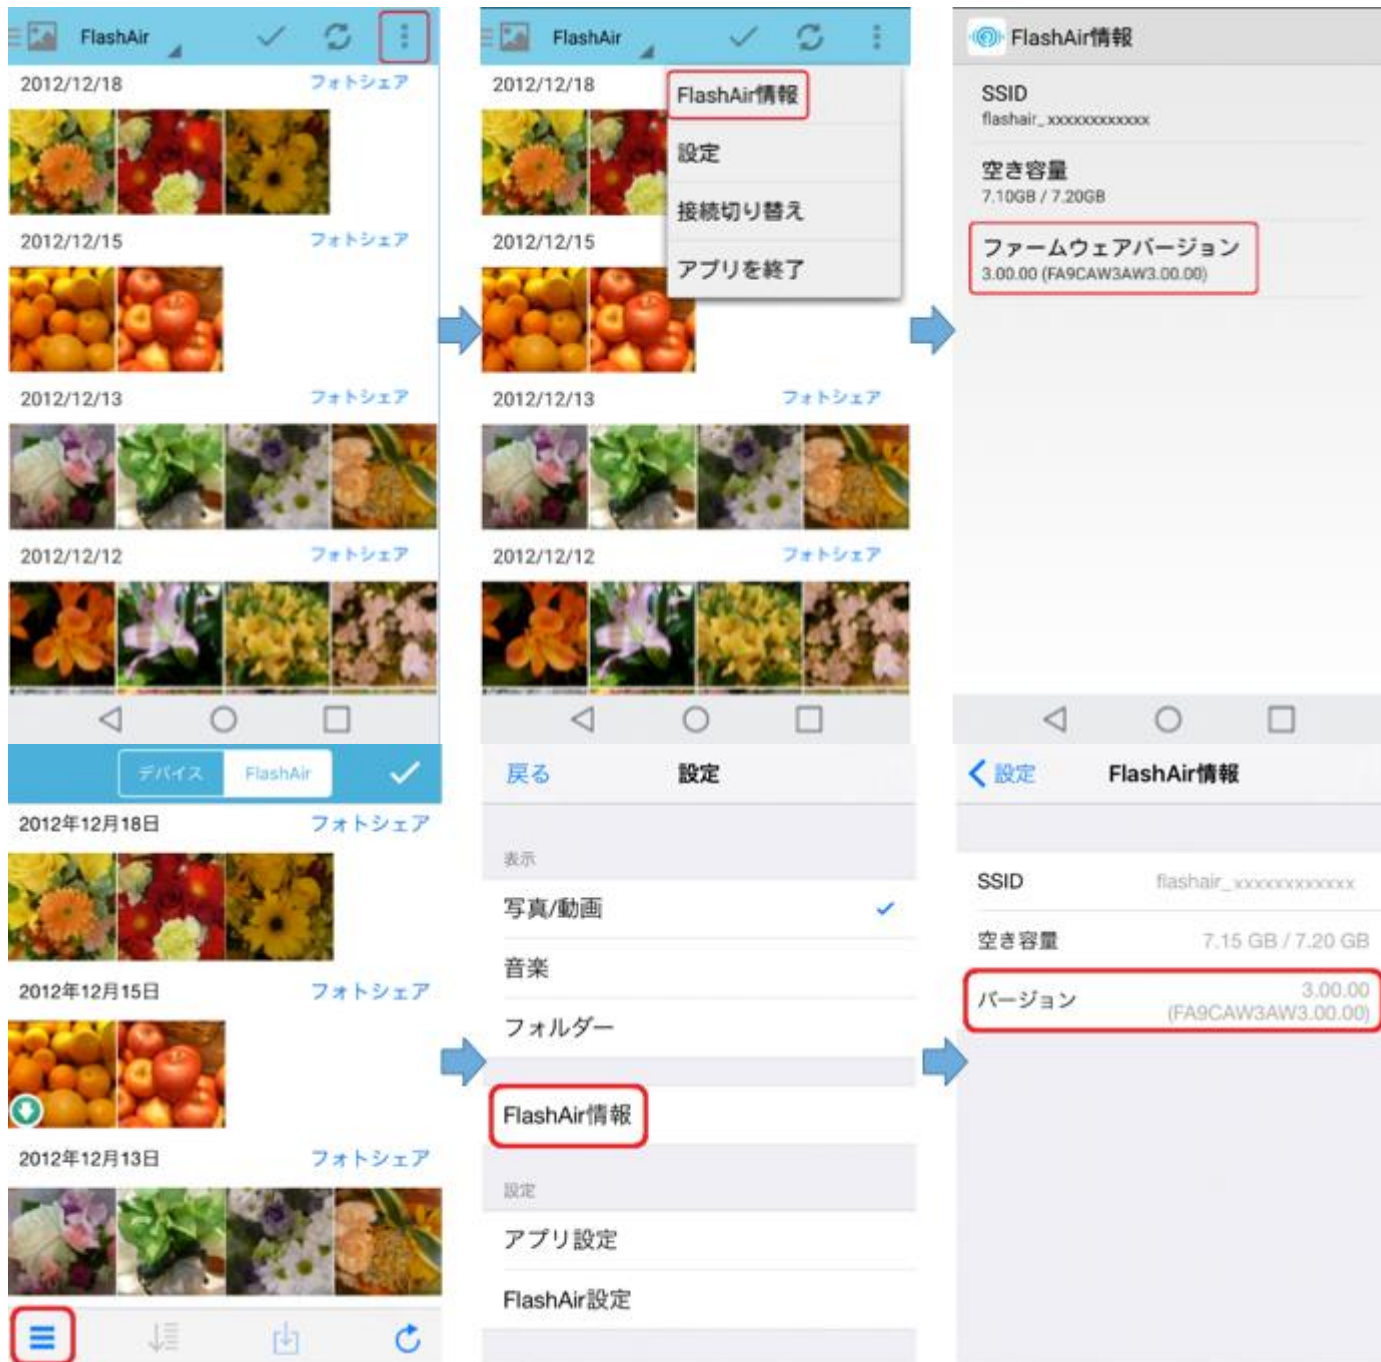 FlashAir
2012/12/18
フォトシェア
2012/12/15
フォトシェア
2012/12/13
フォトシェア
2012/12/12
フォトシェア
FlashAir
2012/12/18
FlashAir情報
設定
接続切り替え
アプリを終了
2012/12/15
2012/12/13
フォトシェア
2012/12/12
フォトシェア
FlashAir情報
SSID
flashair_xxxxxxxxxxxx
空き容量
7.10GB / 7.20GB
ファームウェアバージョン
3.00.00 (FA9CAW3AW3.00.00)
デバイス
FlashAir
2012年12月18日
フォトシェア
2012年12月15日
フォトシェア
2012年12月13日
フォトシェア
戻る
設定
表示
写真/動画
音楽
フォルダー
FlashAir情報
設定
アプリ設定
FlashAir設定
設定
FlashAir情報
SSID
flashair_xxxxxxxxxxxx
空き容量
7.15 GB / 7.20 GB
バージョン
3.00.00
(FA9CAW3AW3.00.00)